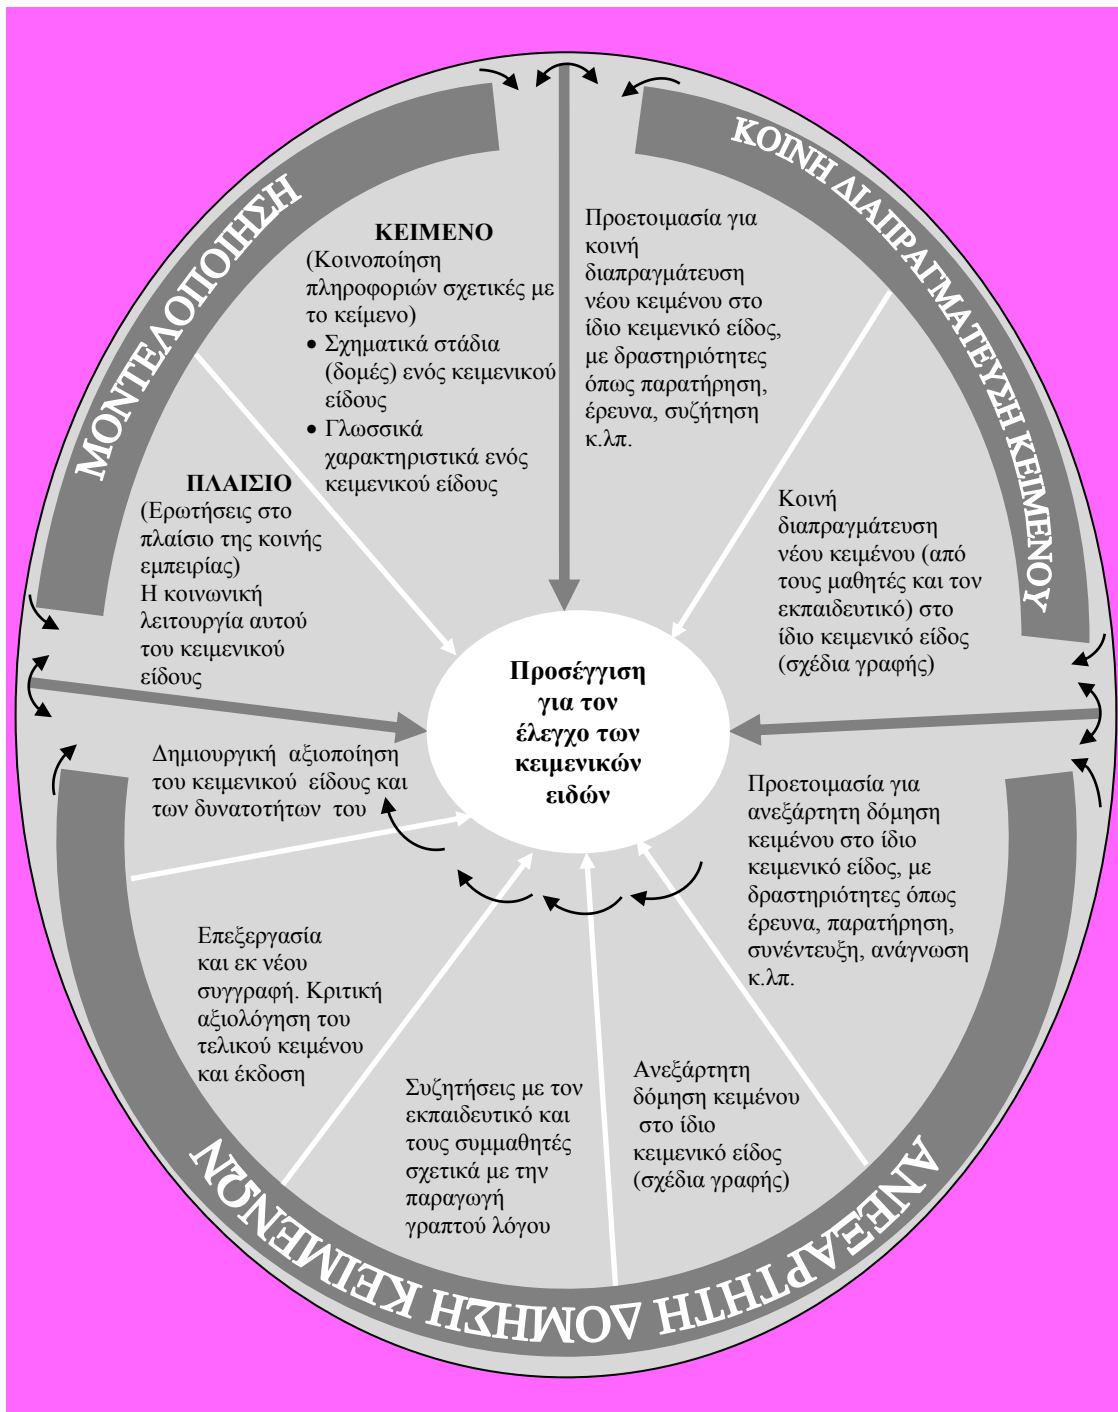 ΜΟΝΤΕΛΟΠΟΙΗΣΗ
ΠΛΑΙΣΙΟ
(Ερωτήσεις στο
πλαίσιο της κοινής
εμπειρίας)
Η κοινωνική
λειτουργία αυτού
του κειμενικού
είδους
ΚΕΙΜΕΝΟ
(Κοινοποίηση
πληροφοριών σχετικές με
το κείμενο)
• Σχηματικά στάδια
(δομές) ενός κειμενικού
είδους
• Γλωσσικά
χαρακτηριστικά ενός
κειμενικού είδους
ΚΟΙΝΗ ΔΙΑΠΡΑΓΜΑΤΕΥΣΗ ΚΕΙΜΕΝΟΥ
Προετοιμασία για
κοινή
διαπραγμάτευση
νέου κειμένου στο
ίδιο κειμενικό είδος,
με δραστηριότητες
όπως παρατήρηση,
έρευνα, συζήτηση
κ.λπ.
Κοινή
διαπραγμάτευση
νέου κειμένου (από
τους μαθητές και τον
εκπαιδευτικό) στο
ίδιο κειμενικό είδος
(σχέδια γραφής)
Προσέγγιση
για τον
έλεγχο των
κειμενικών
ειδών
ΑΝΕΞΑΡΤΗΤΗ ΔΟΜΗΣΗ ΚΕΙΜΕΝΩΝ
Προετοιμασία για
ανεξάρτητη δόμηση
κειμένου στο ίδιο
κειμενικό είδος, με
δραστηριότητες όπως
έρευνα, παρατήρηση,
συνέντευξη, ανάγνωση
κ.λπ.
Ανεξάρτητη
δόμηση κειμένου
στο ίδιο
κειμενικό είδος
(σχέδια γραφής)
Συζητήσεις με τον
εκπαιδευτικό και
τους συμμαθητές
σχετικά με την
παραγωγή
γραπτού λόγου
Επεξεργασία
και εκ νέου
συγγραφή. Κριτική
αξιολόγηση του
τελικού κειμένου
και έκδοση
Δημιουργική αξιοποίηση
του κειμενικού είδους και
των δυνατοτήτων του